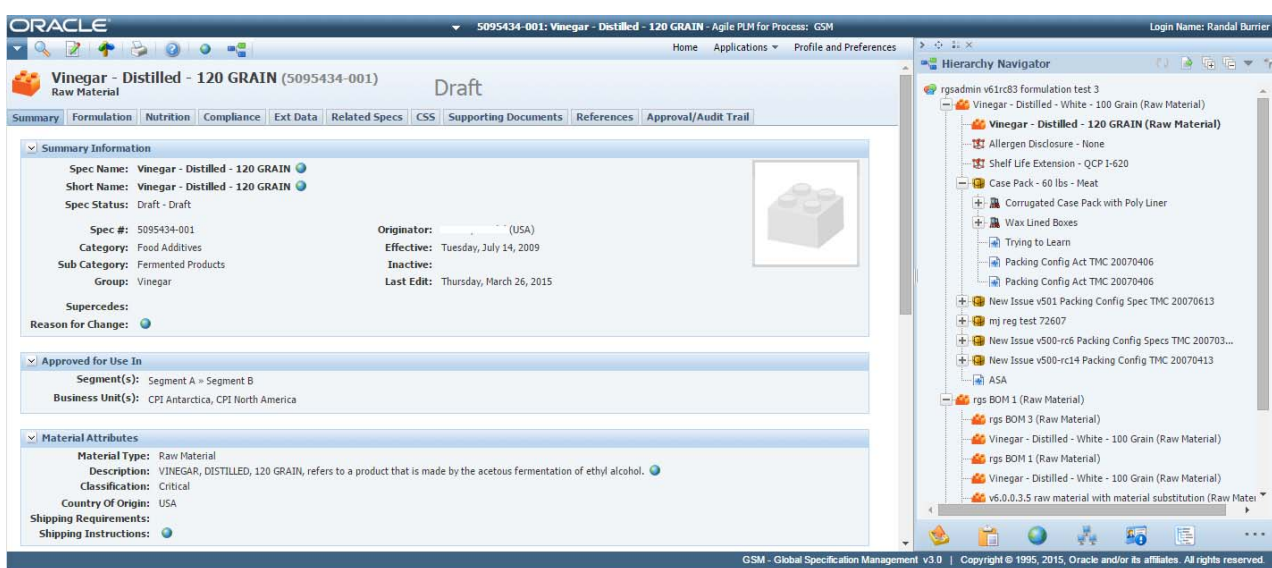 ORACLE
5095434-001: Vinegar - Distilled - 120 GRAIN - Agile PLM for Process: GSM
Login Name: Randal Burrier
Home Applications Profile and Preferences
Vinegar - Distilled - 120 GRAIN (5095434-001)
Raw Material
Draft
Summary Formulation Nutrition Compliance Ext Data Related Specs CSS Supporting Documents References Approval/Audit Trail
Summary Information
Spec Name: Vinegar - Distilled - 120 GRAIN
Short Name: Vinegar - Distilled - 120 GRAIN
Spec Status: Draft - Draft
Spec #: 5095434-001
Originator: (USA)
Category: Food Additives
Effective: Tuesday, July 14, 2009
Sub Category: Fermented Products
Inactive:
Group: Vinegar
Last Edit: Thursday, March 26, 2015
Supercedes:
Reason for Change:
Approved for Use In
Segment(s): Segment A » Segment B
Business Unit(s): CPI Antarctica, CPI North America
Material Attributes
Material Type: Raw Material
Description: VINEGAR, DISTILLED, 120 GRAIN, refers to a product that is made by the acetous fermentation of ethyl alcohol.
Classification: Critical
Country Of Origin: USA
Shipping Requirements:
Shipping Instructions:
Hierarchy Navigator
rgsadmin v61rc83 formulation test 3
Vinegar - Distilled - White - 100 Grain (Raw Material)
Vinegar - Distilled - 120 GRAIN (Raw Material)
Allergen Disclosure - None
Shelf Life Extension - QCP I-620
Case Pack - 60 lbs - Meat
Corrugated Case Pack with Poly Liner
Wax Lined Boxes
Trying to Learn
Packing Config Act TMC 20070406
Packing Config Act TMC 20070406
New Issue v501 Packing Config Spec TMC 20070613
mj reg test 72607
New Issue v500-rc6 Packing Config Specs TMC 200703...
New Issue v500-rc14 Packing Config TMC 20070413
ASA
rgs BOM 1 (Raw Material)
rgs BOM 3 (Raw Material)
Vinegar - Distilled - White - 100 Grain (Raw Material)
rgs BOM 1 (Raw Material)
Vinegar - Distilled - White - 100 Grain (Raw Material)
v6.0.0.3.5 raw material with material substitution (Raw Mater
GSM - Global Specification Management v3.0 | Copyright © 1995, 2015, Oracle and/or its affiliates. All rights reserved.